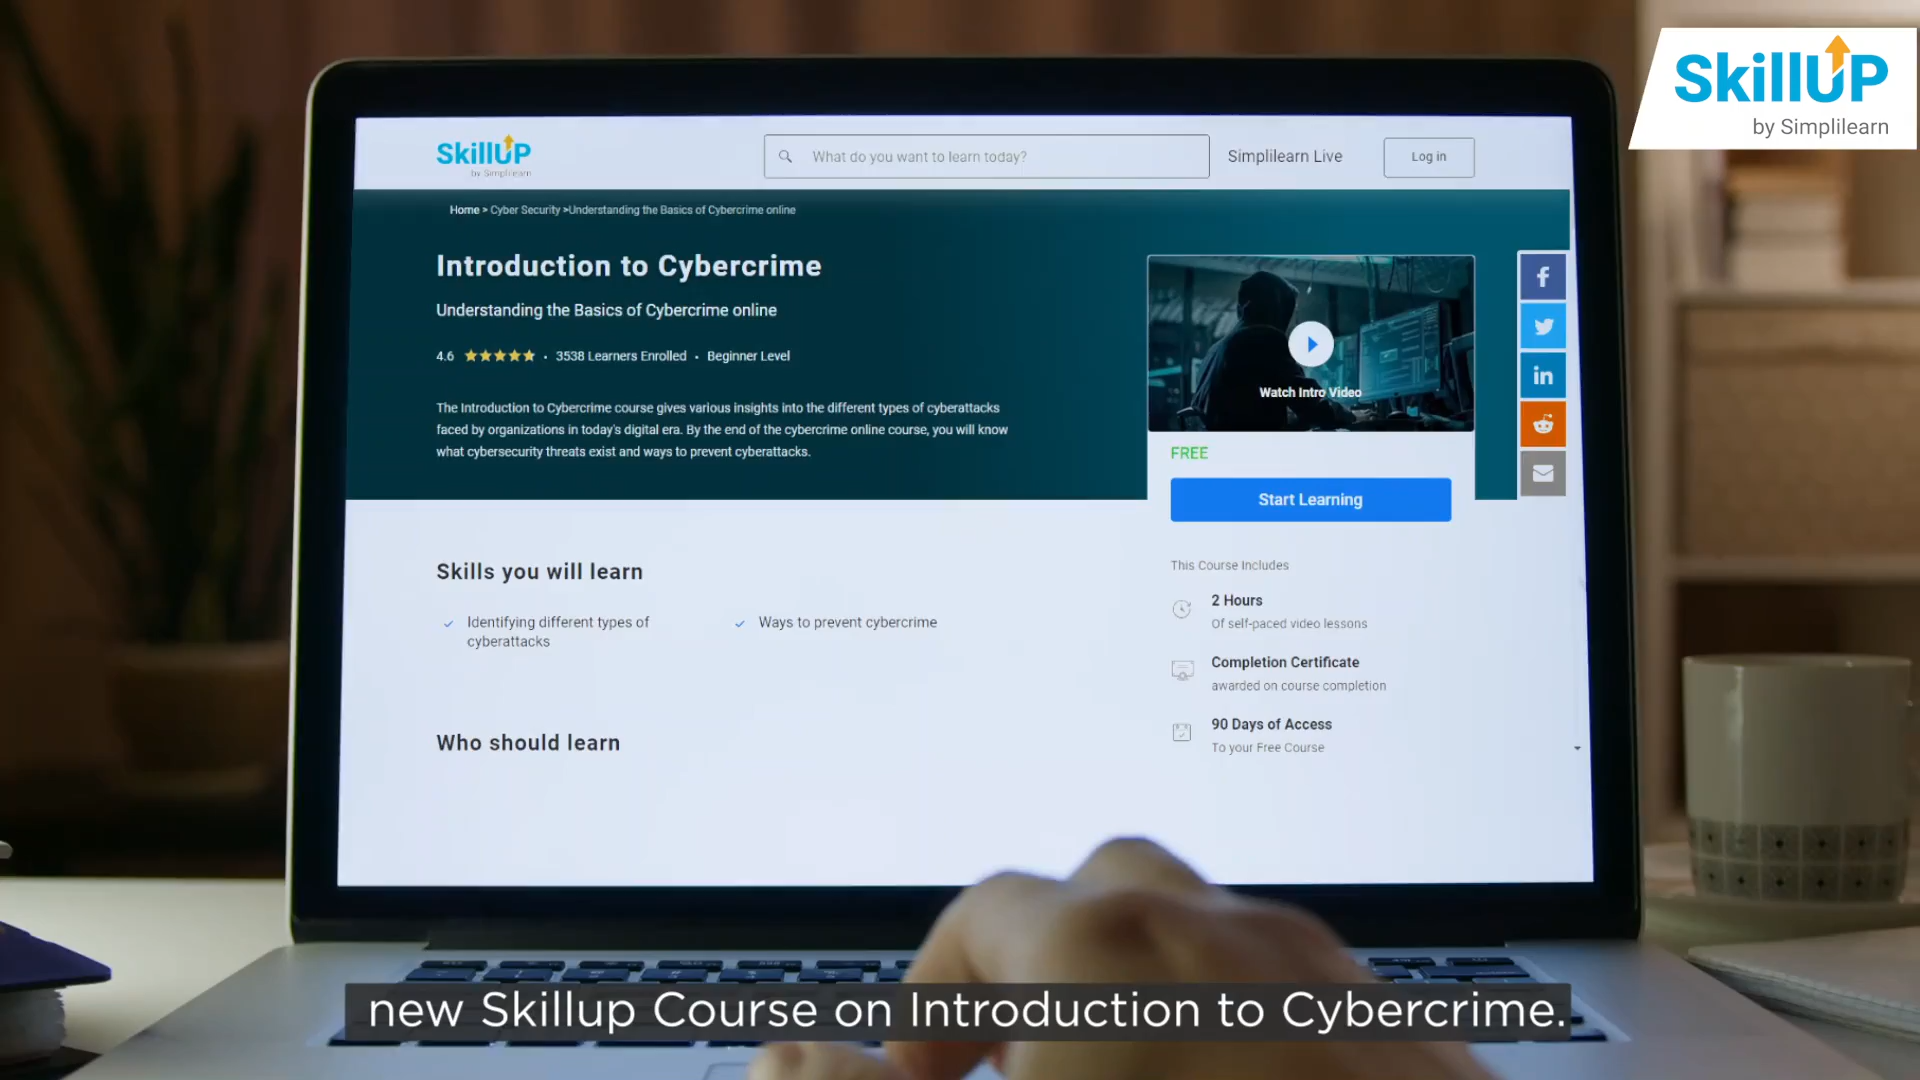 SkillUP
by Simplilearn
SkillUP
by Simplilearn
What do you want to learn today?
Simplilearn Live
Log in
Home > Cyber Security >Understanding the Basics of Cybercrime online
Introduction to Cybercrime
Understanding the Basics of Cybercrime online
4.6 ★★★★★ • 3538 Learners Enrolled • Beginner Level
The Introduction to Cybercrime course gives various insights into the different types of cyberattacks
faced by organizations in today's digital era. By the end of the cybercrime online course, you will know
what cybersecurity threats exist and ways to prevent cyberattacks.
Watch Intro Video
FREE
Start Learning
Skills you will learn
Identifying different types of
cyberattacks
Ways to prevent cybercrime
Who should learn
This Course Includes
2 Hours
Of self-paced video lessons
Completion Certificate
awarded on course completion
90 Days of Access
To your Free Course
new Skillup Course on Introduction to Cybercrime.